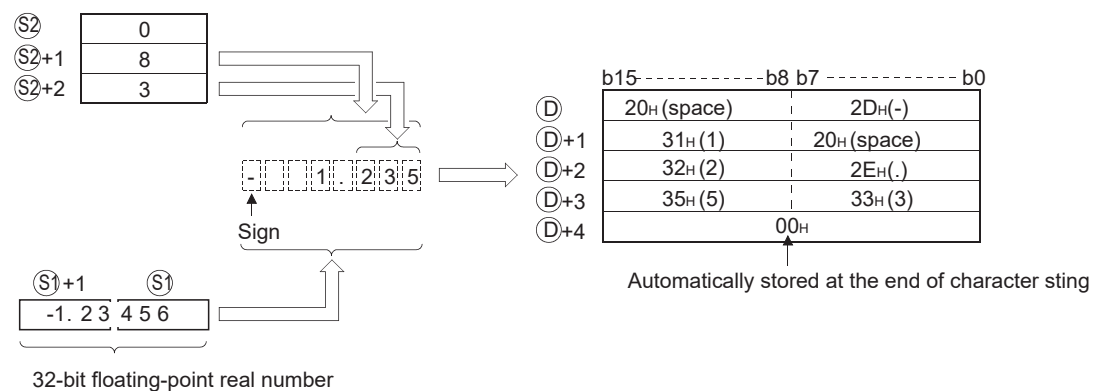 S2 0
S2+1 8
S2+2 3
- 1 . 2 3 5
Sign
S1+1 S1
-1. 2 3 4 5 6
32-bit floating-point real number
b15 b8 b7 b0
D 20H (space) 2DH(-)
D+1 31H (1) 20H (space)
D+2 32H (2) 2EH(.)
D+3 35H (5) 33H (3)
D+4 00H
Automatically stored at the end of character sting